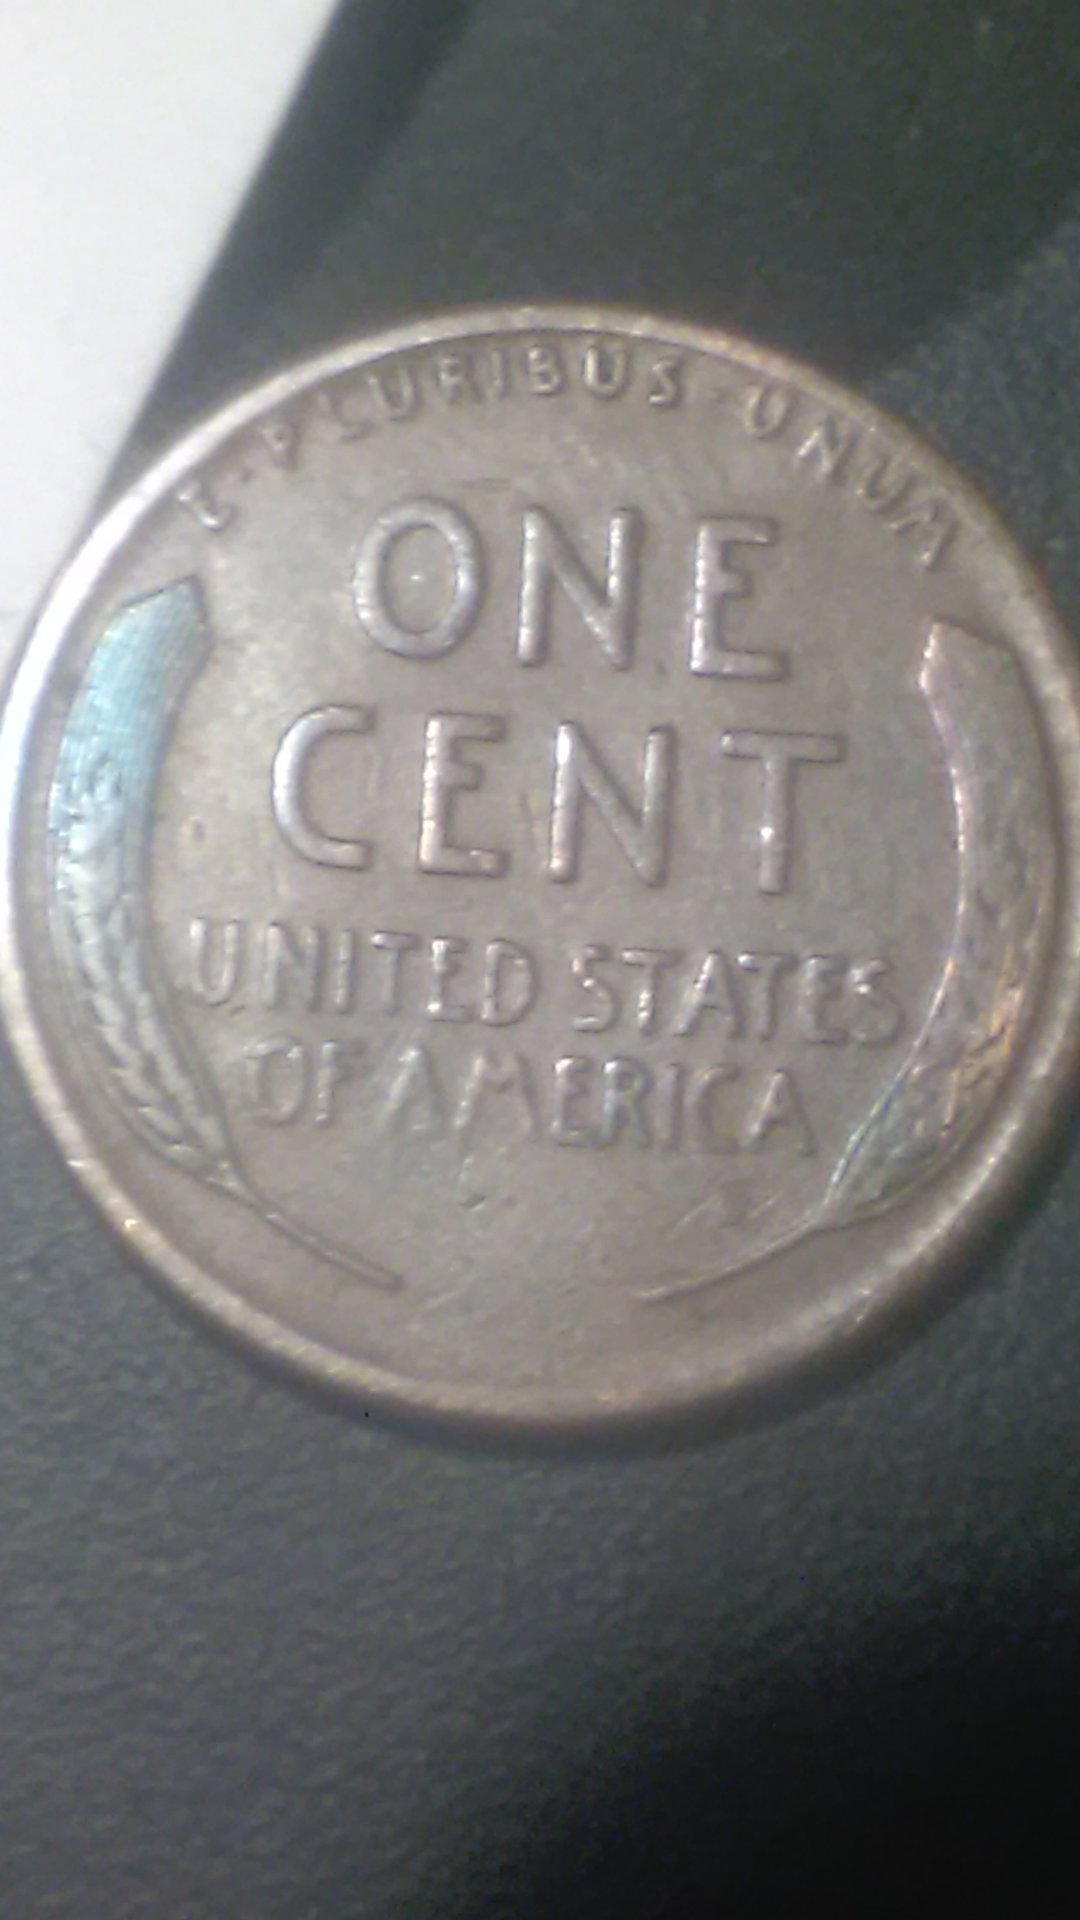 E·PLURIBUS·UNUM
ONE
CENT
UNITED STATES
OF AMERICA